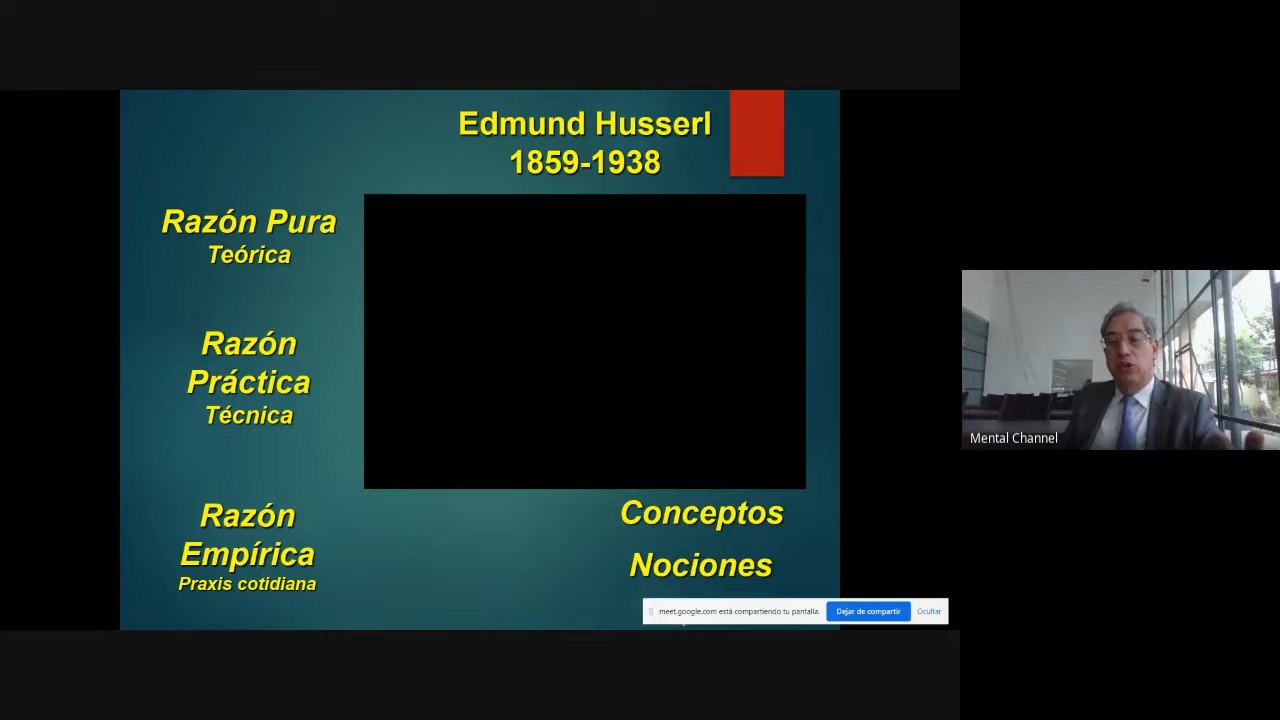 Edmund Husserl
1859-1938
Razón Pura
Teórica
Razón
Práctica
Técnica
Razón
Empírica
Praxis cotidiana
Conceptos
Nociones
meet.google.com está compartiendo tu pantalla.
Dejar de compartir
Ocultar
Mental Channel